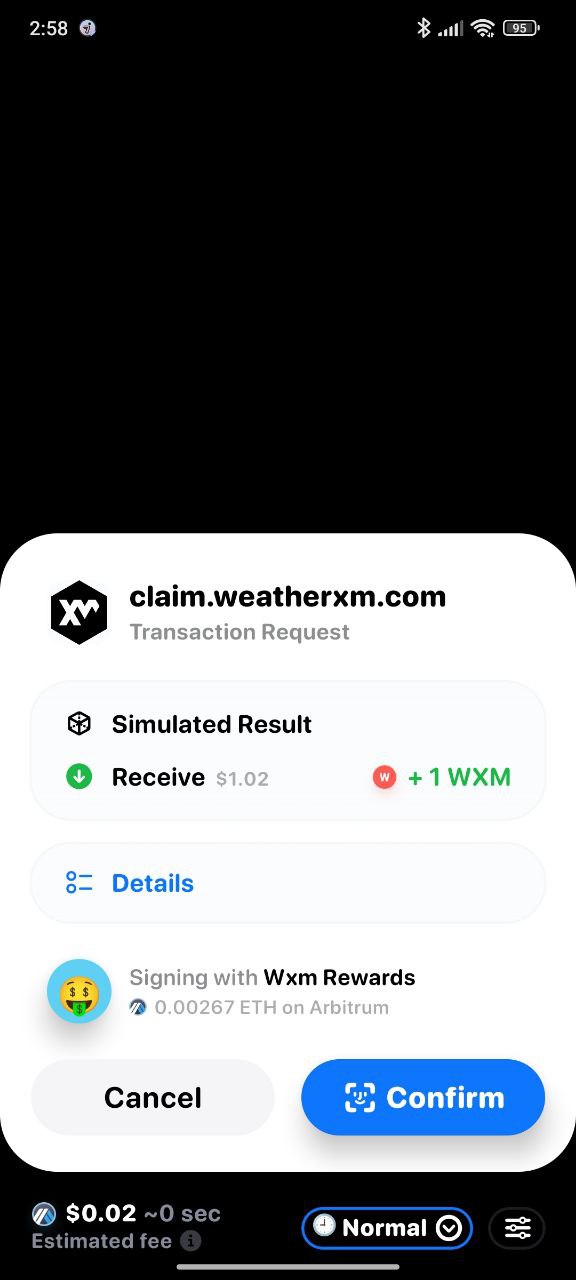 2:58
95
claim.weatherxm.com
Transaction Request
Simulated Result
Receive $1.02 W + 1 WXM
Details
Signing with Wxm Rewards
0.00267 ETH on Arbitrum
Cancel
Confirm
$0.02 ~0 sec
Estimated fee
Normal